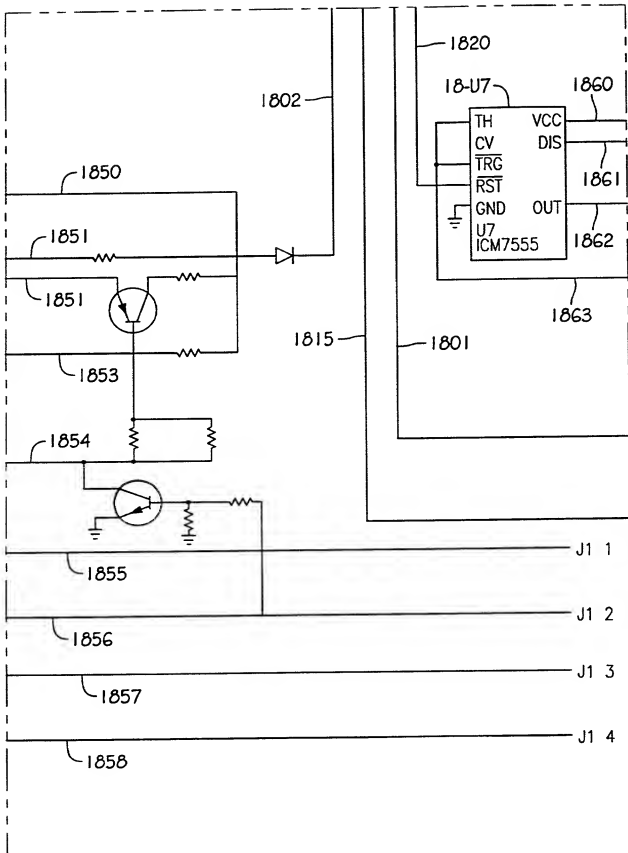 1820
18-U7
1802
1860
TH VCC
CV DIS
TRG
1861
1850
RST
GND OUT
U7
ICM7555
1862
1851
1851
1863
1815
1801
1853
1854
J1 1
1855
J1 2
1856
J1 3
1857
J1 4
1858